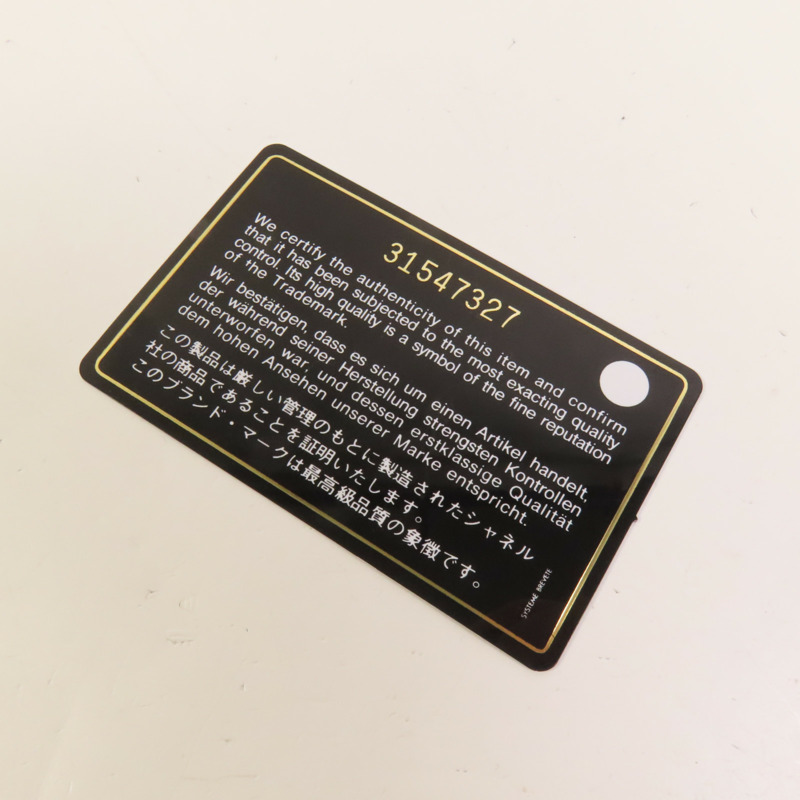 31547327
We certify the authenticity of this item and confirm
that it has been subjected to the most exacting quality
control. Its high quality is a symbol of the fine reputation
of the Trademark.
Wir bestätigen, dass es sich um einen Artikel handelt,
der während seiner Herstellung strengsten Kontrollen
unterworfen war, und dessen erstklassige Qualität
dem hohen Ansehen unserer Marke entspricht.
この製品は厳しい管理のもとに製造されたシャネル
社の商品であることを証明いたします。
このブランド・マークは最高級品質の象徴です。
SYSTEME BREVETE